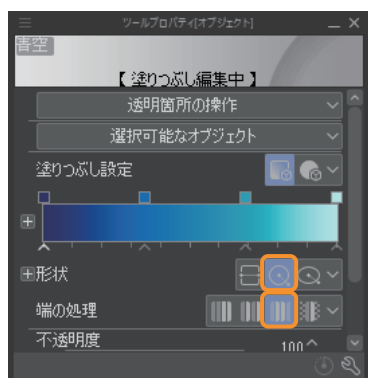 ツールプロパティ[オブジェクト]
青空
【 塗りつぶし編集中 】
透明箇所の操作
選択可能なオブジェクト
塗りつぶし設定
形状
端の処理
不透明度
100